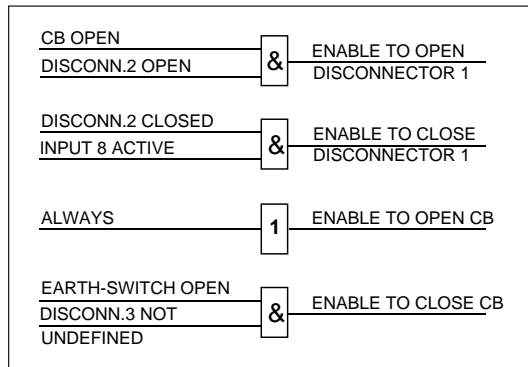 CB OPEN
DISCONN.2 OPEN
&
ENABLE TO OPEN
DISCONNECTOR 1
DISCONN.2 CLOSED
INPUT 8 ACTIVE
&
ENABLE TO CLOSE
DISCONNECTOR 1
ALWAYS
1
ENABLE TO OPEN CB
EARTH-SWITCH OPEN
DISCONN.3 NOT
UNDEFINED
&
ENABLE TO CLOSE CB